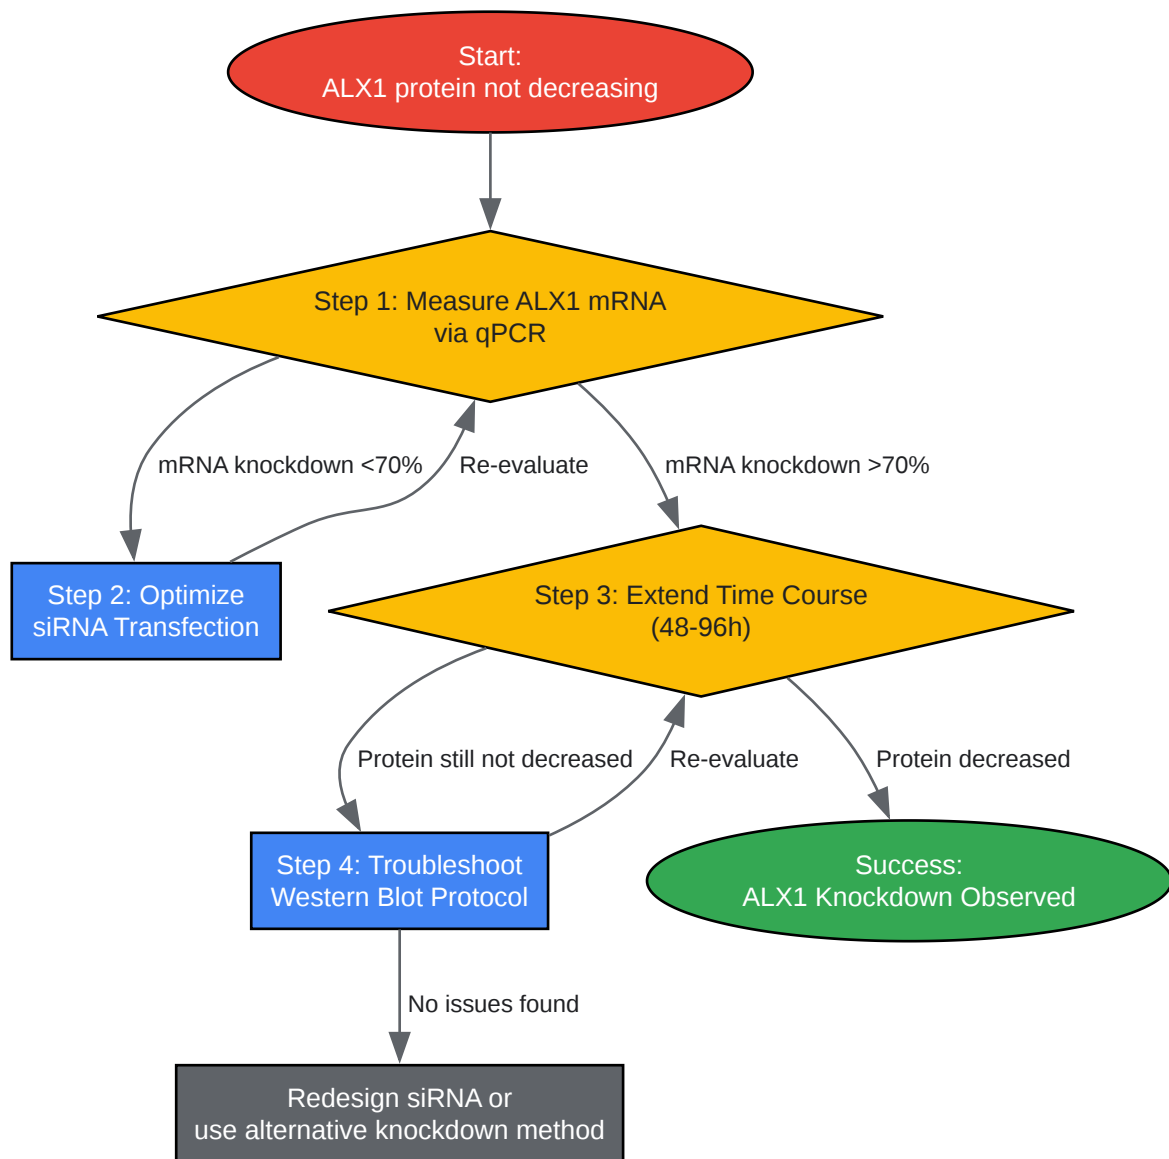 Start:
ALX1 protein not decreasing
Step 1: Measure ALX1 mRNA
via qPCR
mRNA knockdown <70%
Re-evaluate
mRNA knockdown >70%
Step 2: Optimize
siRNA Transfection
Step 3: Extend Time Course
(48-96h)
Protein still not decreased
Re-evaluate
Protein decreased
Step 4: Troubleshoot
Western Blot Protocol
Success:
ALX1 Knockdown Observed
No issues found
Redesign siRNA or
use alternative knockdown method